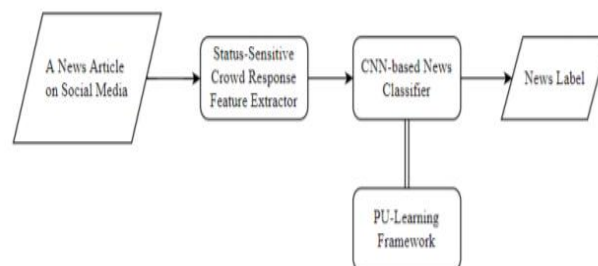 A News Article
on Social Media
Status-Sensitive
Crowd Response
Feature Extractor
CNN-based News
Classifier
News Label
PU-Learning
Framework